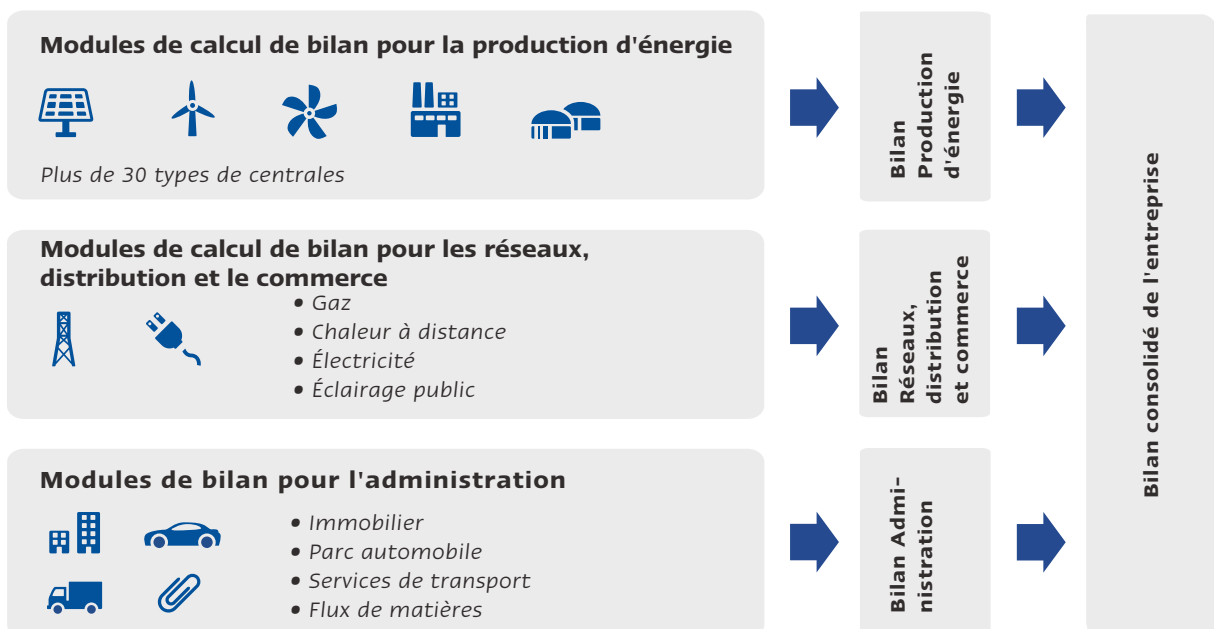 Modules de calcul de bilan pour la production d'énergie
Plus de 30 types de centrales
Bilan
Production
d'énergie
Modules de calcul de bilan pour les réseaux,
distribution et le commerce
• Gaz
• Chaleur à distance
• Électricité
• Éclairage public
Bilan
Réseaux,
distribution
et commerce
Modules de bilan pour l'administration
• Immobilier
• Parc automobile
• Services de transport
• Flux de matières
Bilan Admi-
nistration
Bilan consolidé de l'entreprise